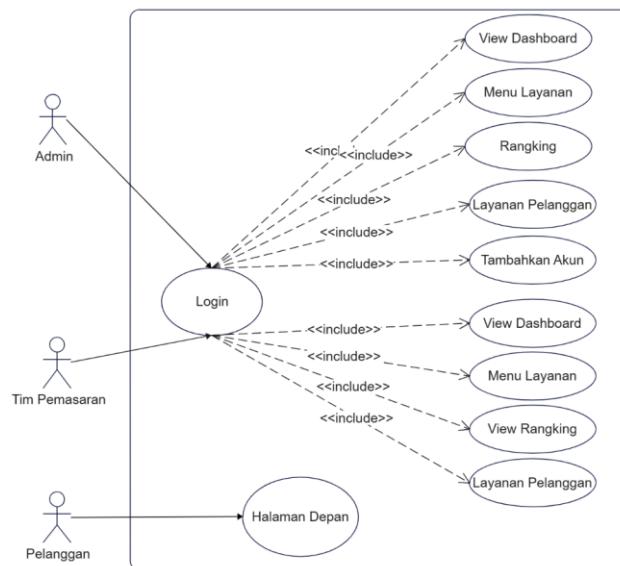 View Dashboard
Menu Layanan
<<incl
<<include>>
Rangking
Admin
<<include>>
Layanan Pelanggan
<<include>>
<<include>>
Tambahkan Akun
Login
View Dashboard
<<include>>
<<include>>
Menu Layanan
Tim Pemasaran
<<include>>
View Rangking
<<include>>
Layanan Pelanggan
Halaman Depan
Pelanggan